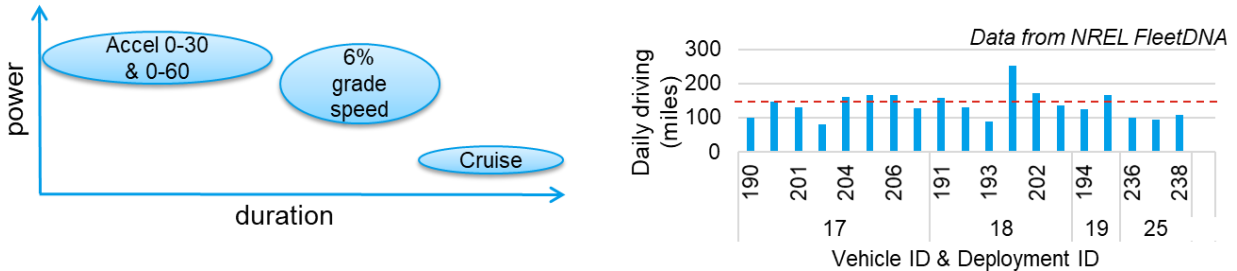 power
Accel 0-30
& 0-60
6%
grade
speed
Cruise
duration
Data from NREL FleetDNA
Daily driving
(miles)
300
200
100
0
190
201
204
206
191
193
202
194
236
238
17
18
19
25
Vehicle ID & Deployment ID